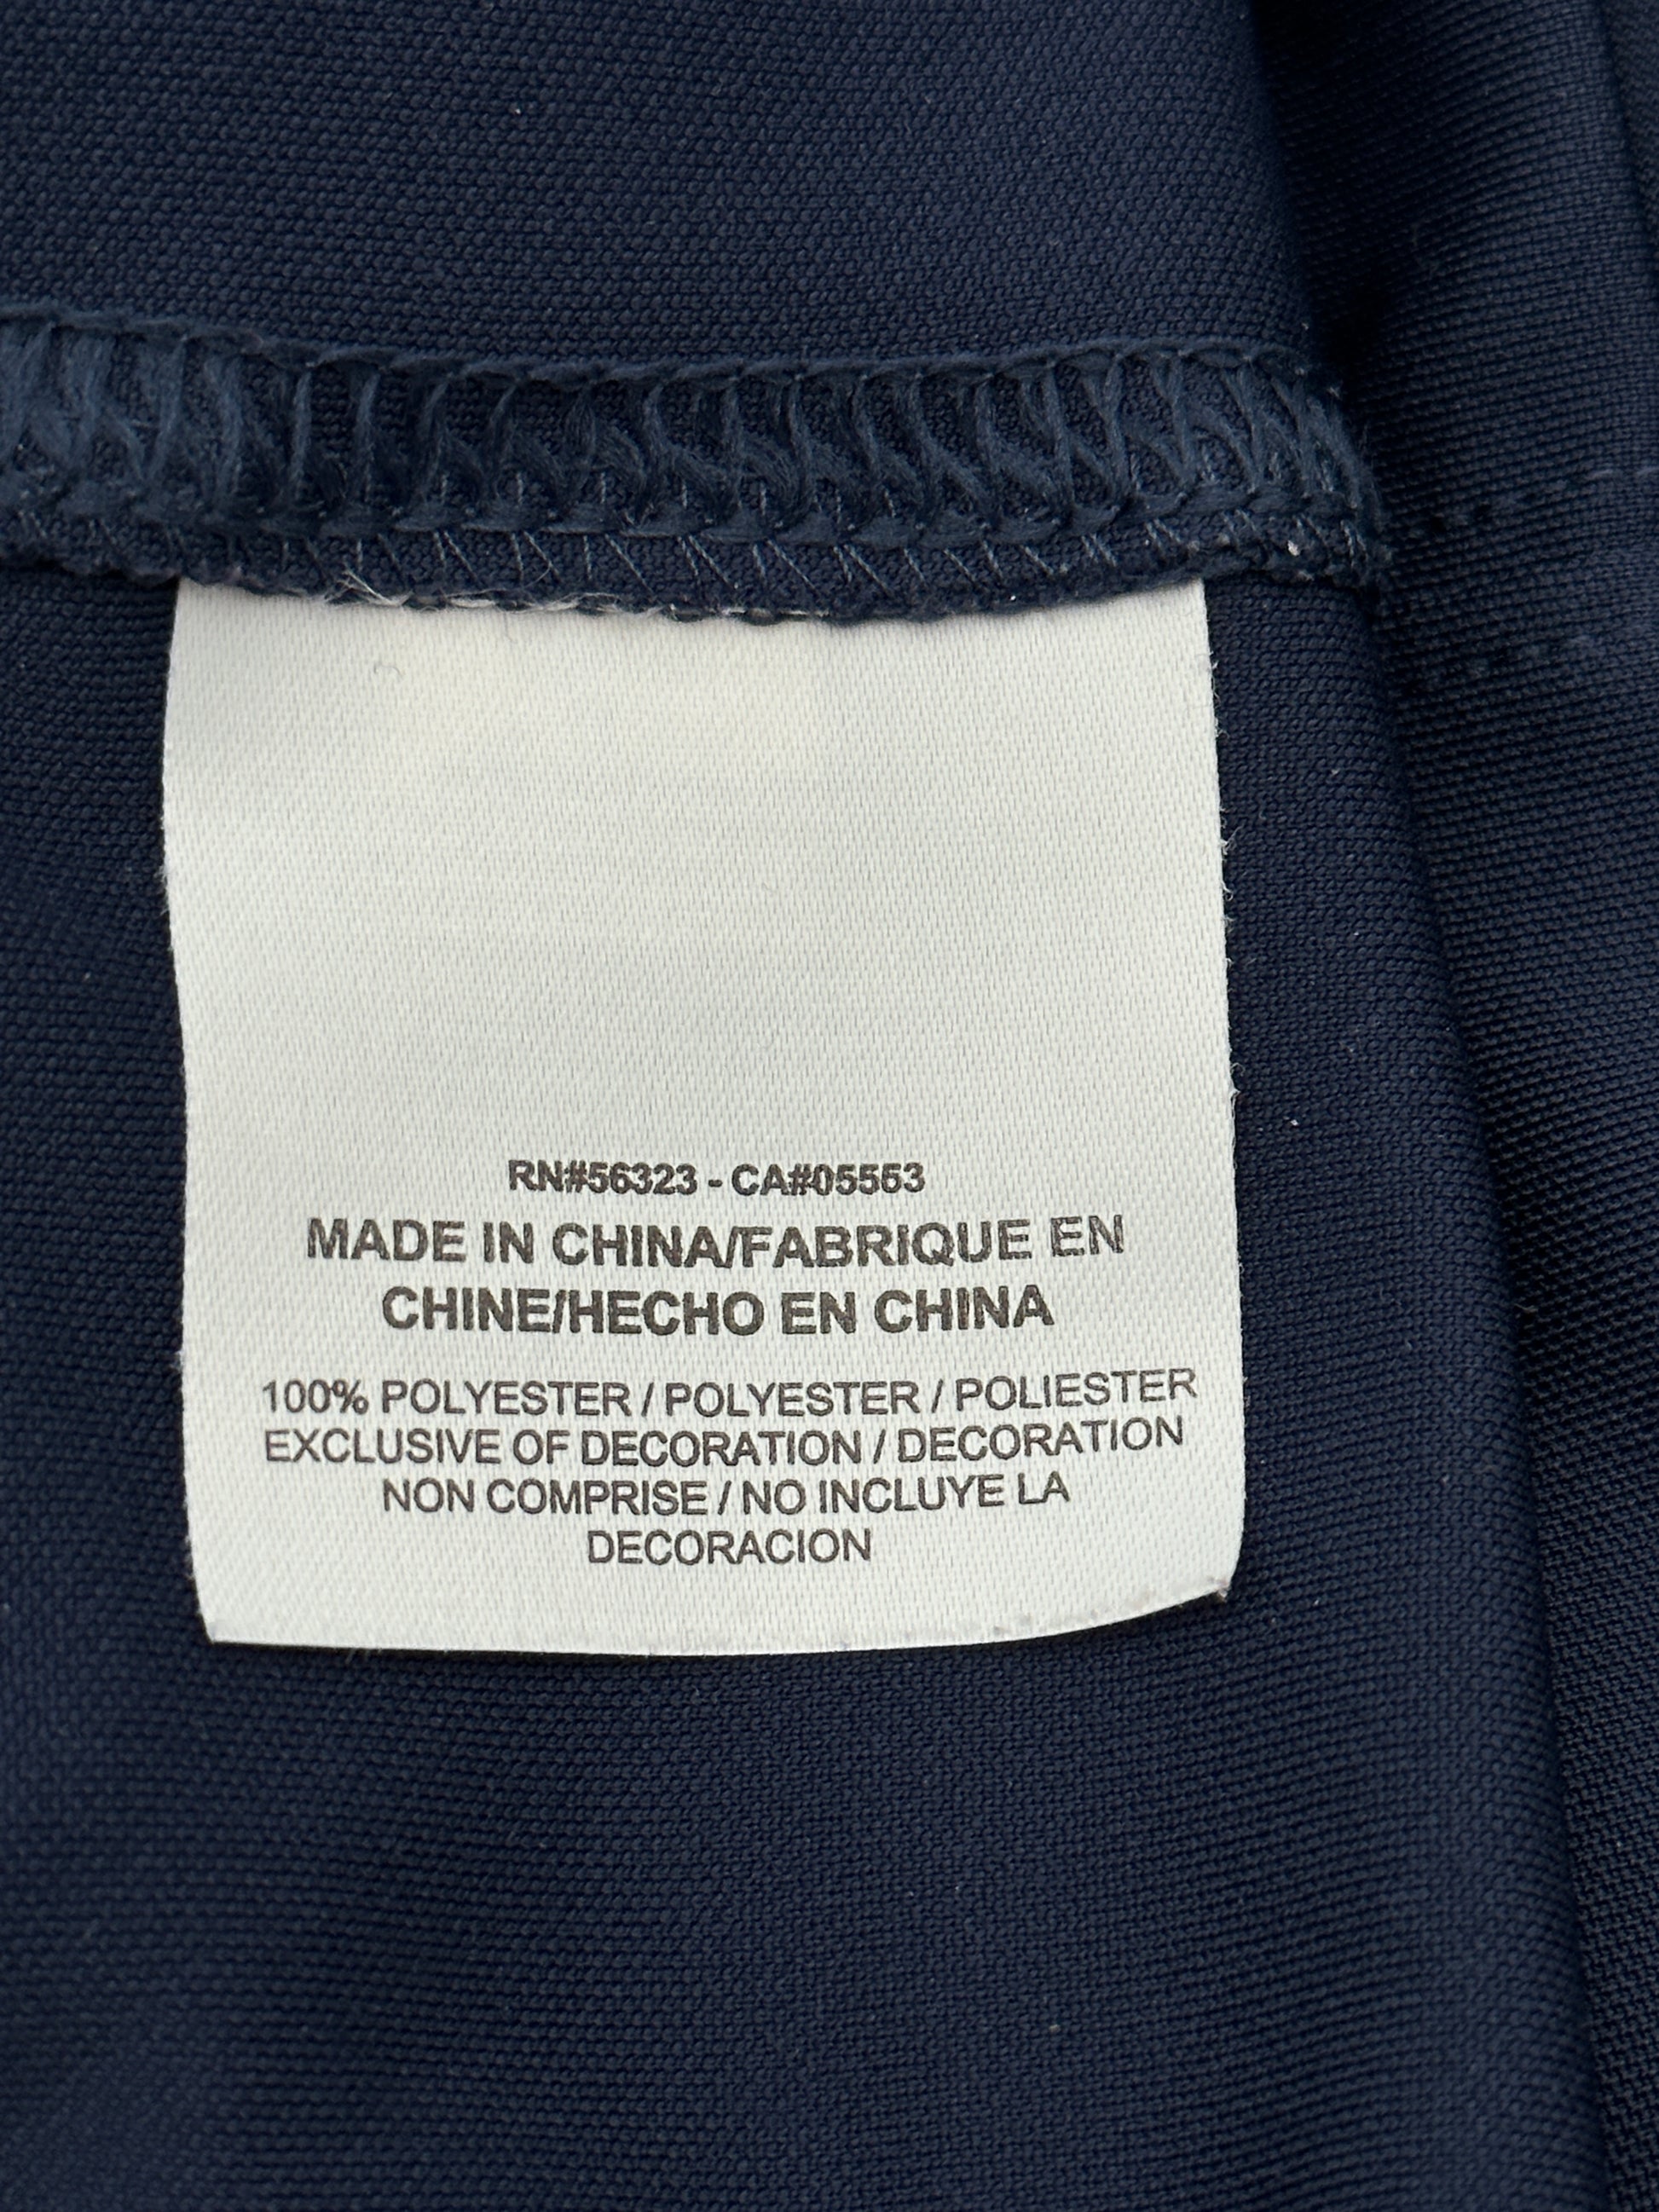 RN#56323 - CA#05553
MADE IN CHINA/FABRIQUE EN
CHINE/HECHO EN CHINA
100% POLYESTER / POLYESTER / POLIESTER
EXCLUSIVE OF DECORATION / DECORATION
NON COMPRISE / NO INCLUYE LA
DECORACION